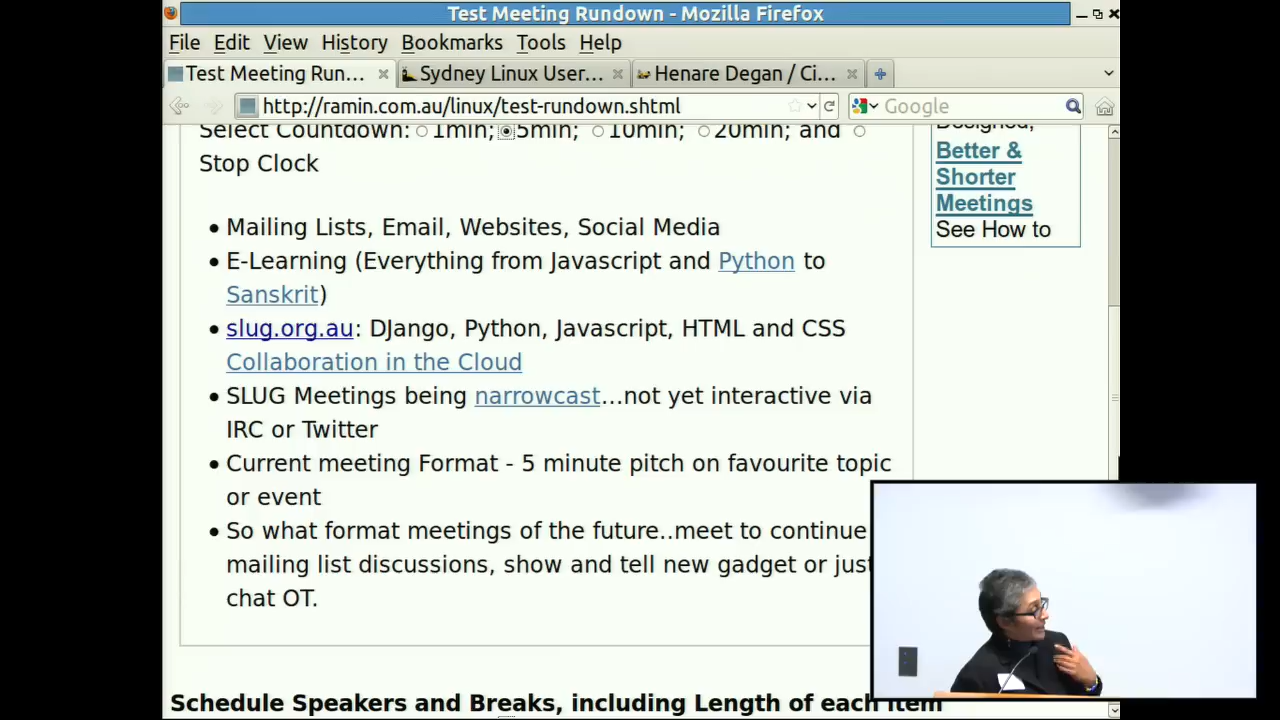 Test Meeting Rundown - Mozilla Firefox
File Edit View History Bookmarks Tools Help
Test Meeting Run... Sydney Linux User... Henare Degan / Ci...
http://ramin.com.au/linux/test-rundown.shtml Google
Select Countdown: 1min; 5min; 10min; 20min; and
Stop Clock
Designed,
Better &
Shorter
Meetings
See How to
• Mailing Lists, Email, Websites, Social Media
• E-Learning (Everything from Javascript and Python to
Sanskrit)
• slug.org.au: DJango, Python, Javascript, HTML and CSS
Collaboration in the Cloud
• SLUG Meetings being narrowcast...not yet interactive via
IRC or Twitter
• Current meeting Format - 5 minute pitch on favourite topic
or event
• So what format meetings of the future..meet to continue
mailing list discussions, show and tell new gadget or just
chat OT.
Schedule Speakers and Breaks, including Length of each item